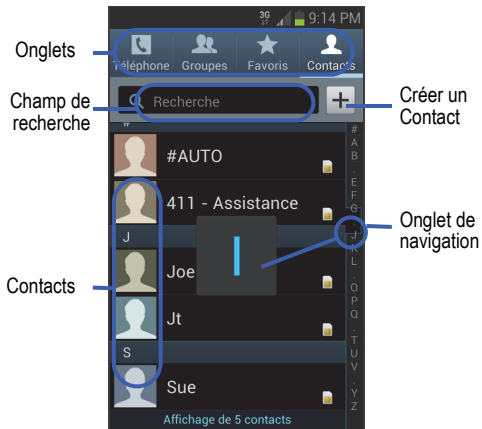 3G 9:14 PM
Onglets
Téléphone Groupes Favoris Contacts
Champ de recherche
Recherche
Créer un Contact
#
#AUTO
411 - Assistance
J
Joe
I
Onglet de navigation
Contacts
Jt
S
Sue
Affichage de 5 contacts
#
A
B
.
E
F
G
.
J
K
L
.
O
P
Q
.
T
U
V
.
Y
Z